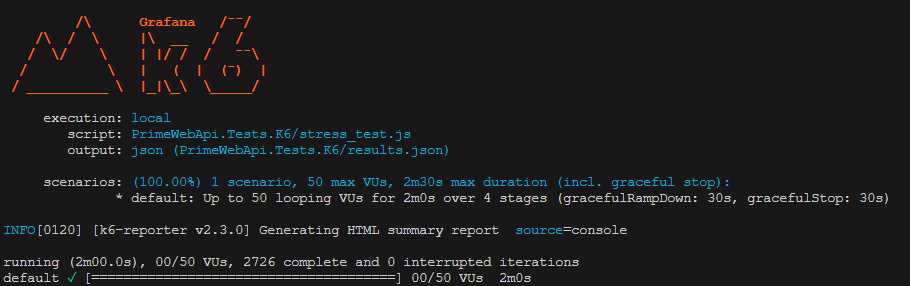 Grafana
execution: local
script: PrimeWebApi.Tests.K6/stress_test.js
output: json (PrimeWebApi.Tests.K6/results.json)
scenarios: (100.00%) 1 scenario, 50 max VUs, 2m30s max duration (incl. graceful stop):
* default: Up to 50 looping VUs for 2m0s over 4 stages (gracefulRampDown: 30s, gracefulStop: 30s)
INFO[0120] [k6-reporter v2.3.0] Generating HTML summary report  source=console
running (2m00.0s), 00/50 VUs, 2726 complete and 0 interrupted iterations
default ✓ [======================================] 00/50 VUs  2m0s